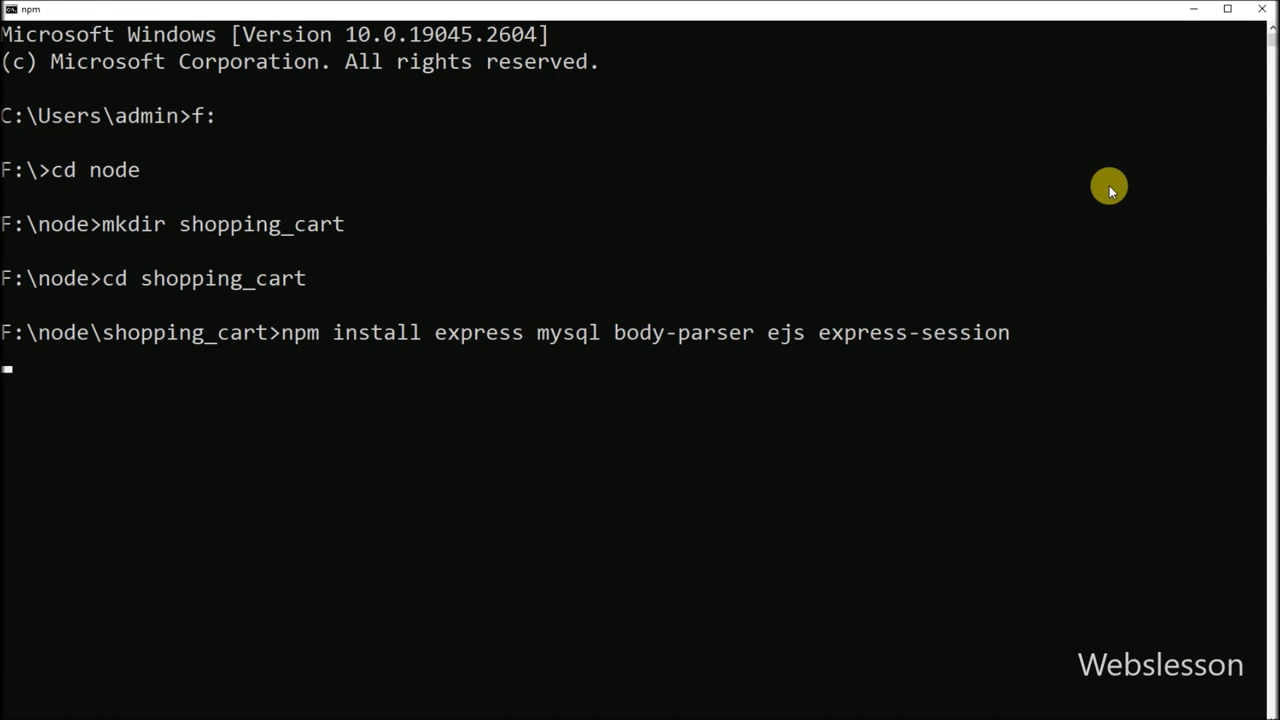 npm
Microsoft Windows [Version 10.0.19045.2604]
(c) Microsoft Corporation. All rights reserved.
C:\Users\admin>f:
F:\>cd node
F:\node>mkdir shopping_cart
F:\node>cd shopping_cart
F:\node\shopping_cart>npm install express mysql body-parser ejs express-session
Webslesson